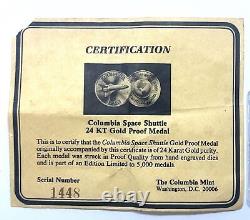 CERTIFICATION
Columbia Space Shuttle
24 KT Gold Proof Medal
This is to certify that the Columbia Space Shuttle Gold Proof Medal
originally accompanied by this certificate is of 24 Karat Gold purity.
Each medal was struck in Proof Quality from hand engraved dies
and is part of an Edition Limited to 5,000 medals
Serial Number
1448
The Columbia Mint
Washington, D.C. 20006